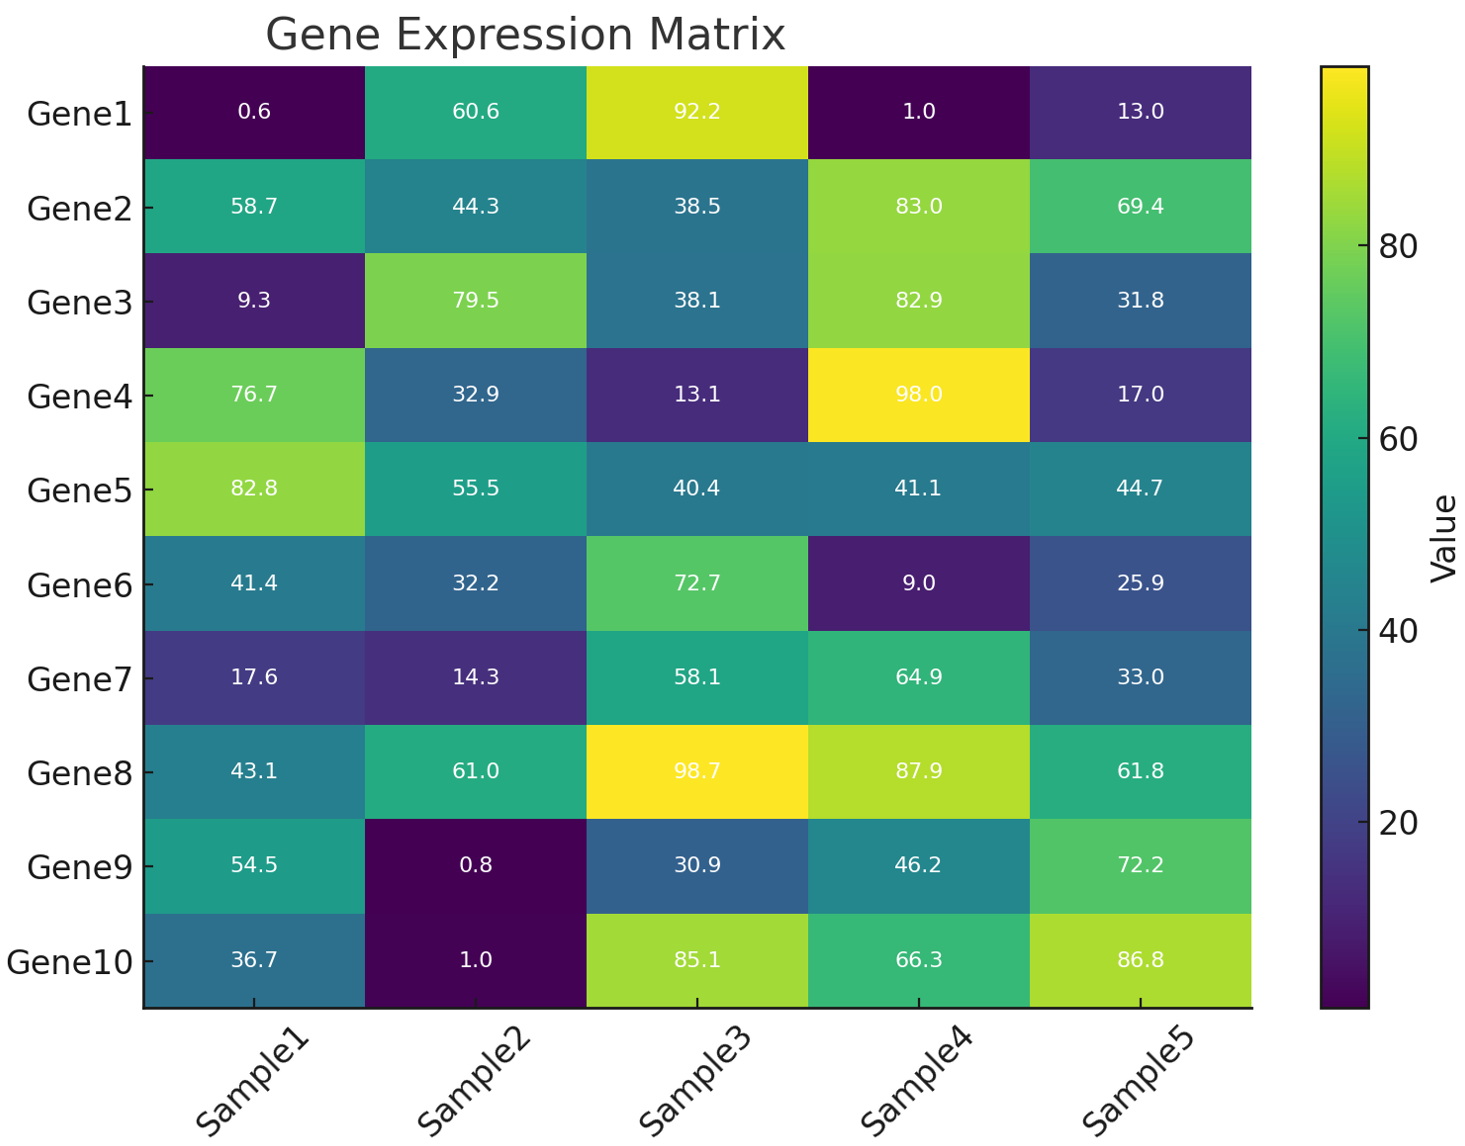 Gene Expression Matrix
Gene1 0.6 60.6 92.2 1.0 13.0
Gene2 58.7 44.3 38.5 83.0 69.4
Gene3 9.3 79.5 38.1 82.9 31.8
Gene4 76.7 32.9 13.1 98.0 17.0
Gene5 82.8 55.5 40.4 41.1 44.7
Gene6 41.4 32.2 72.7 9.0 25.9
Gene7 17.6 14.3 58.1 64.9 33.0
Gene8 43.1 61.0 98.7 87.9 61.8
Gene9 54.5 0.8 30.9 46.2 72.2
Gene10 36.7 1.0 85.1 66.3 86.8
Sample1 Sample2 Sample3 Sample4 Sample5
80
60
40
20
Value